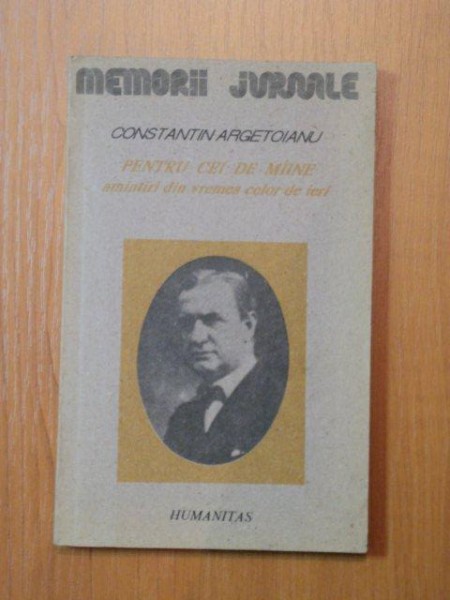 MEMORII JURNALE
CONSTANTIN ARGETOIANU
PENTRU CEI DE MÎINE
amintiri din vremea celor de ieri
HUMANITAS